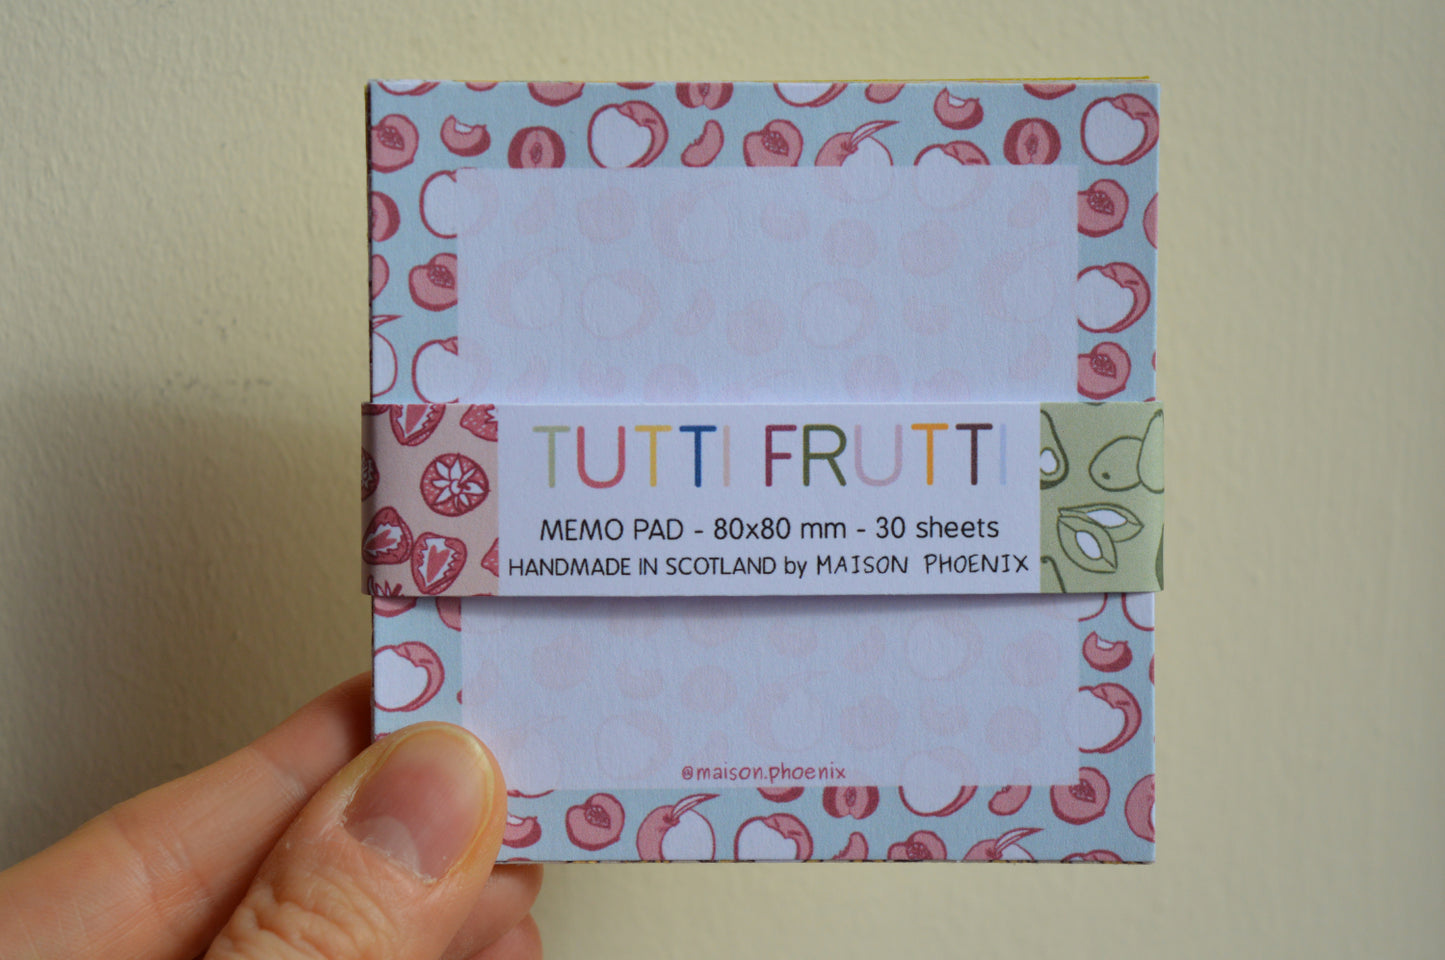 TUTTI FRUTTI
MEMO PAD - 80x80 mm - 30 sheets
HANDMADE IN SCOTLAND by MAISON PHOENIX
@maison.phoenix